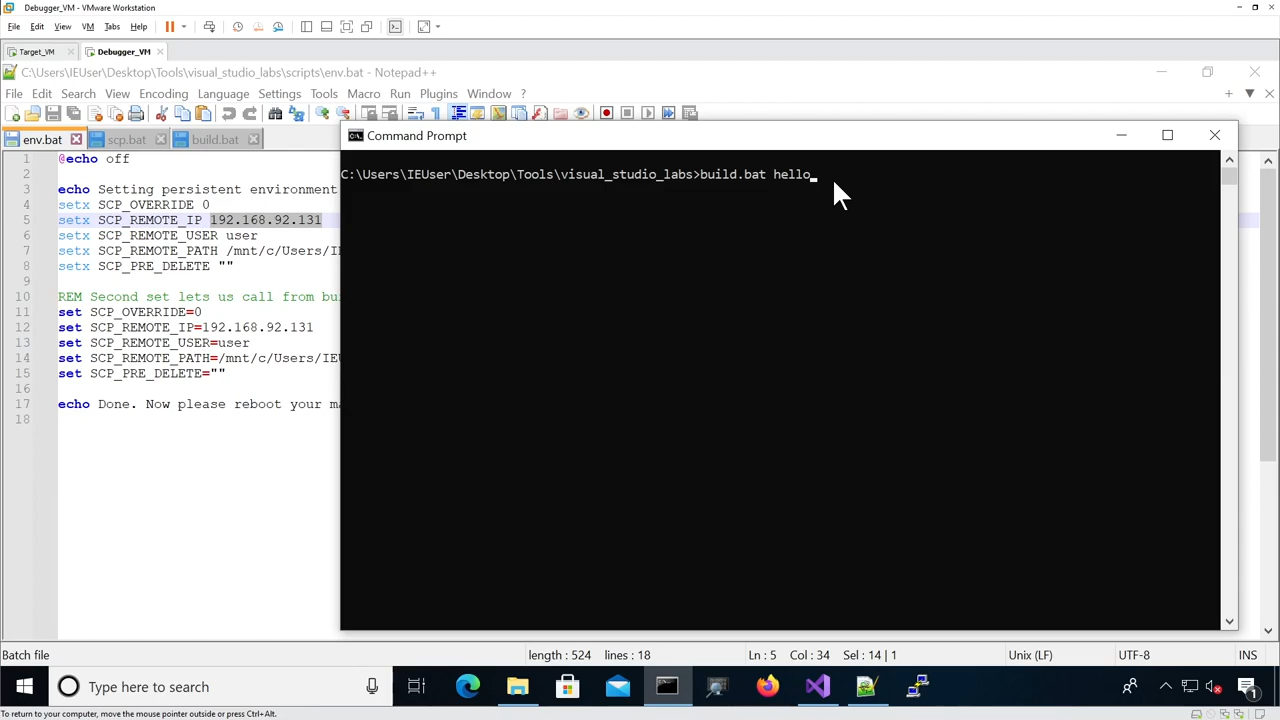 Debugger_VM - VMware Workstation
File Edit View VM Tabs Help
Target_VM Debugger_VM
C:\Users\IEUser\Desktop\Tools\visual_studio_labs\scripts\env.bat - Notepad++
File Edit Search View Encoding Language Settings Tools Macro Run Plugins Window ?
env.bat scp.bat build.bat
Command Prompt
C:\Users\IEUser\Desktop\Tools\visual_studio_labs>build.bat hello_
1 @echo off
2
3 echo Setting persistent environment
4 setx SCP_OVERRIDE 0
5 setx SCP_REMOTE_IP 192.168.92.131
6 setx SCP_REMOTE_USER user
7 setx SCP_REMOTE_PATH /mnt/c/Users/IE
8 setx SCP_PRE_DELETE ""
9
10 REM Second set lets us call from bu
11 set SCP_OVERRIDE=0
12 set SCP_REMOTE_IP=192.168.92.131
13 set SCP_REMOTE_USER=user
14 set SCP_REMOTE_PATH=/mnt/c/Users/IE
15 set SCP_PRE_DELETE=""
16
17 echo Done. Now please reboot your ma
18
Batch file length : 524 lines : 18 Ln : 5 Col : 34 Sel : 14 | 1 Unix (LF) UTF-8 INS
Type here to search
1
To return to your computer, move the mouse pointer outside or press Ctrl+Alt.